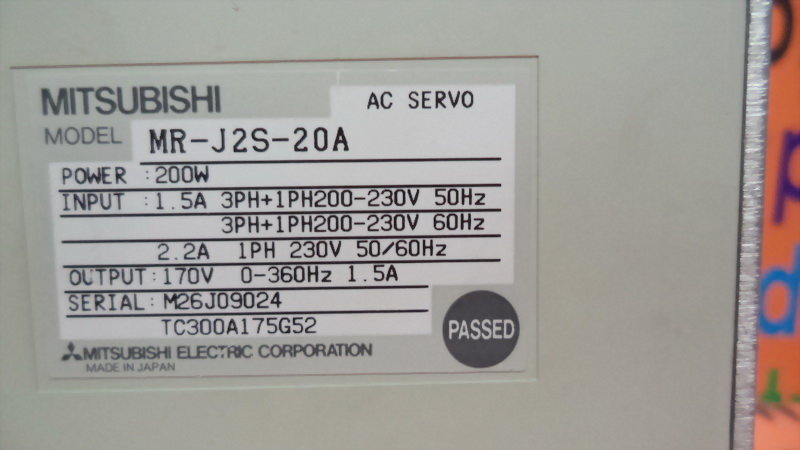 MITSUBISHI
AC SERVO
MODEL MR-J2S-20A
POWER : 200W
INPUT : 1.5A 3PH+1PH200-230V 50Hz
3PH+1PH200-230V 60Hz
2.2A 1PH 230V 50/60Hz
OUTPUT: 170V 0-360Hz 1.5A
SERIAL: M26J09024
TC300A175G52
PASSED
MITSUBISHI ELECTRIC CORPORATION
MADE IN JAPAN